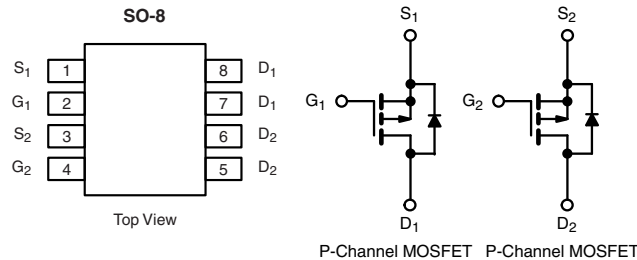 SO-8
S1 1 8 D1
G1 2 7 D1
S2 3 6 D2
G2 4 5 D2
Top View
S1
G1
D1
P-Channel MOSFET
S2
G2
D2
P-Channel MOSFET